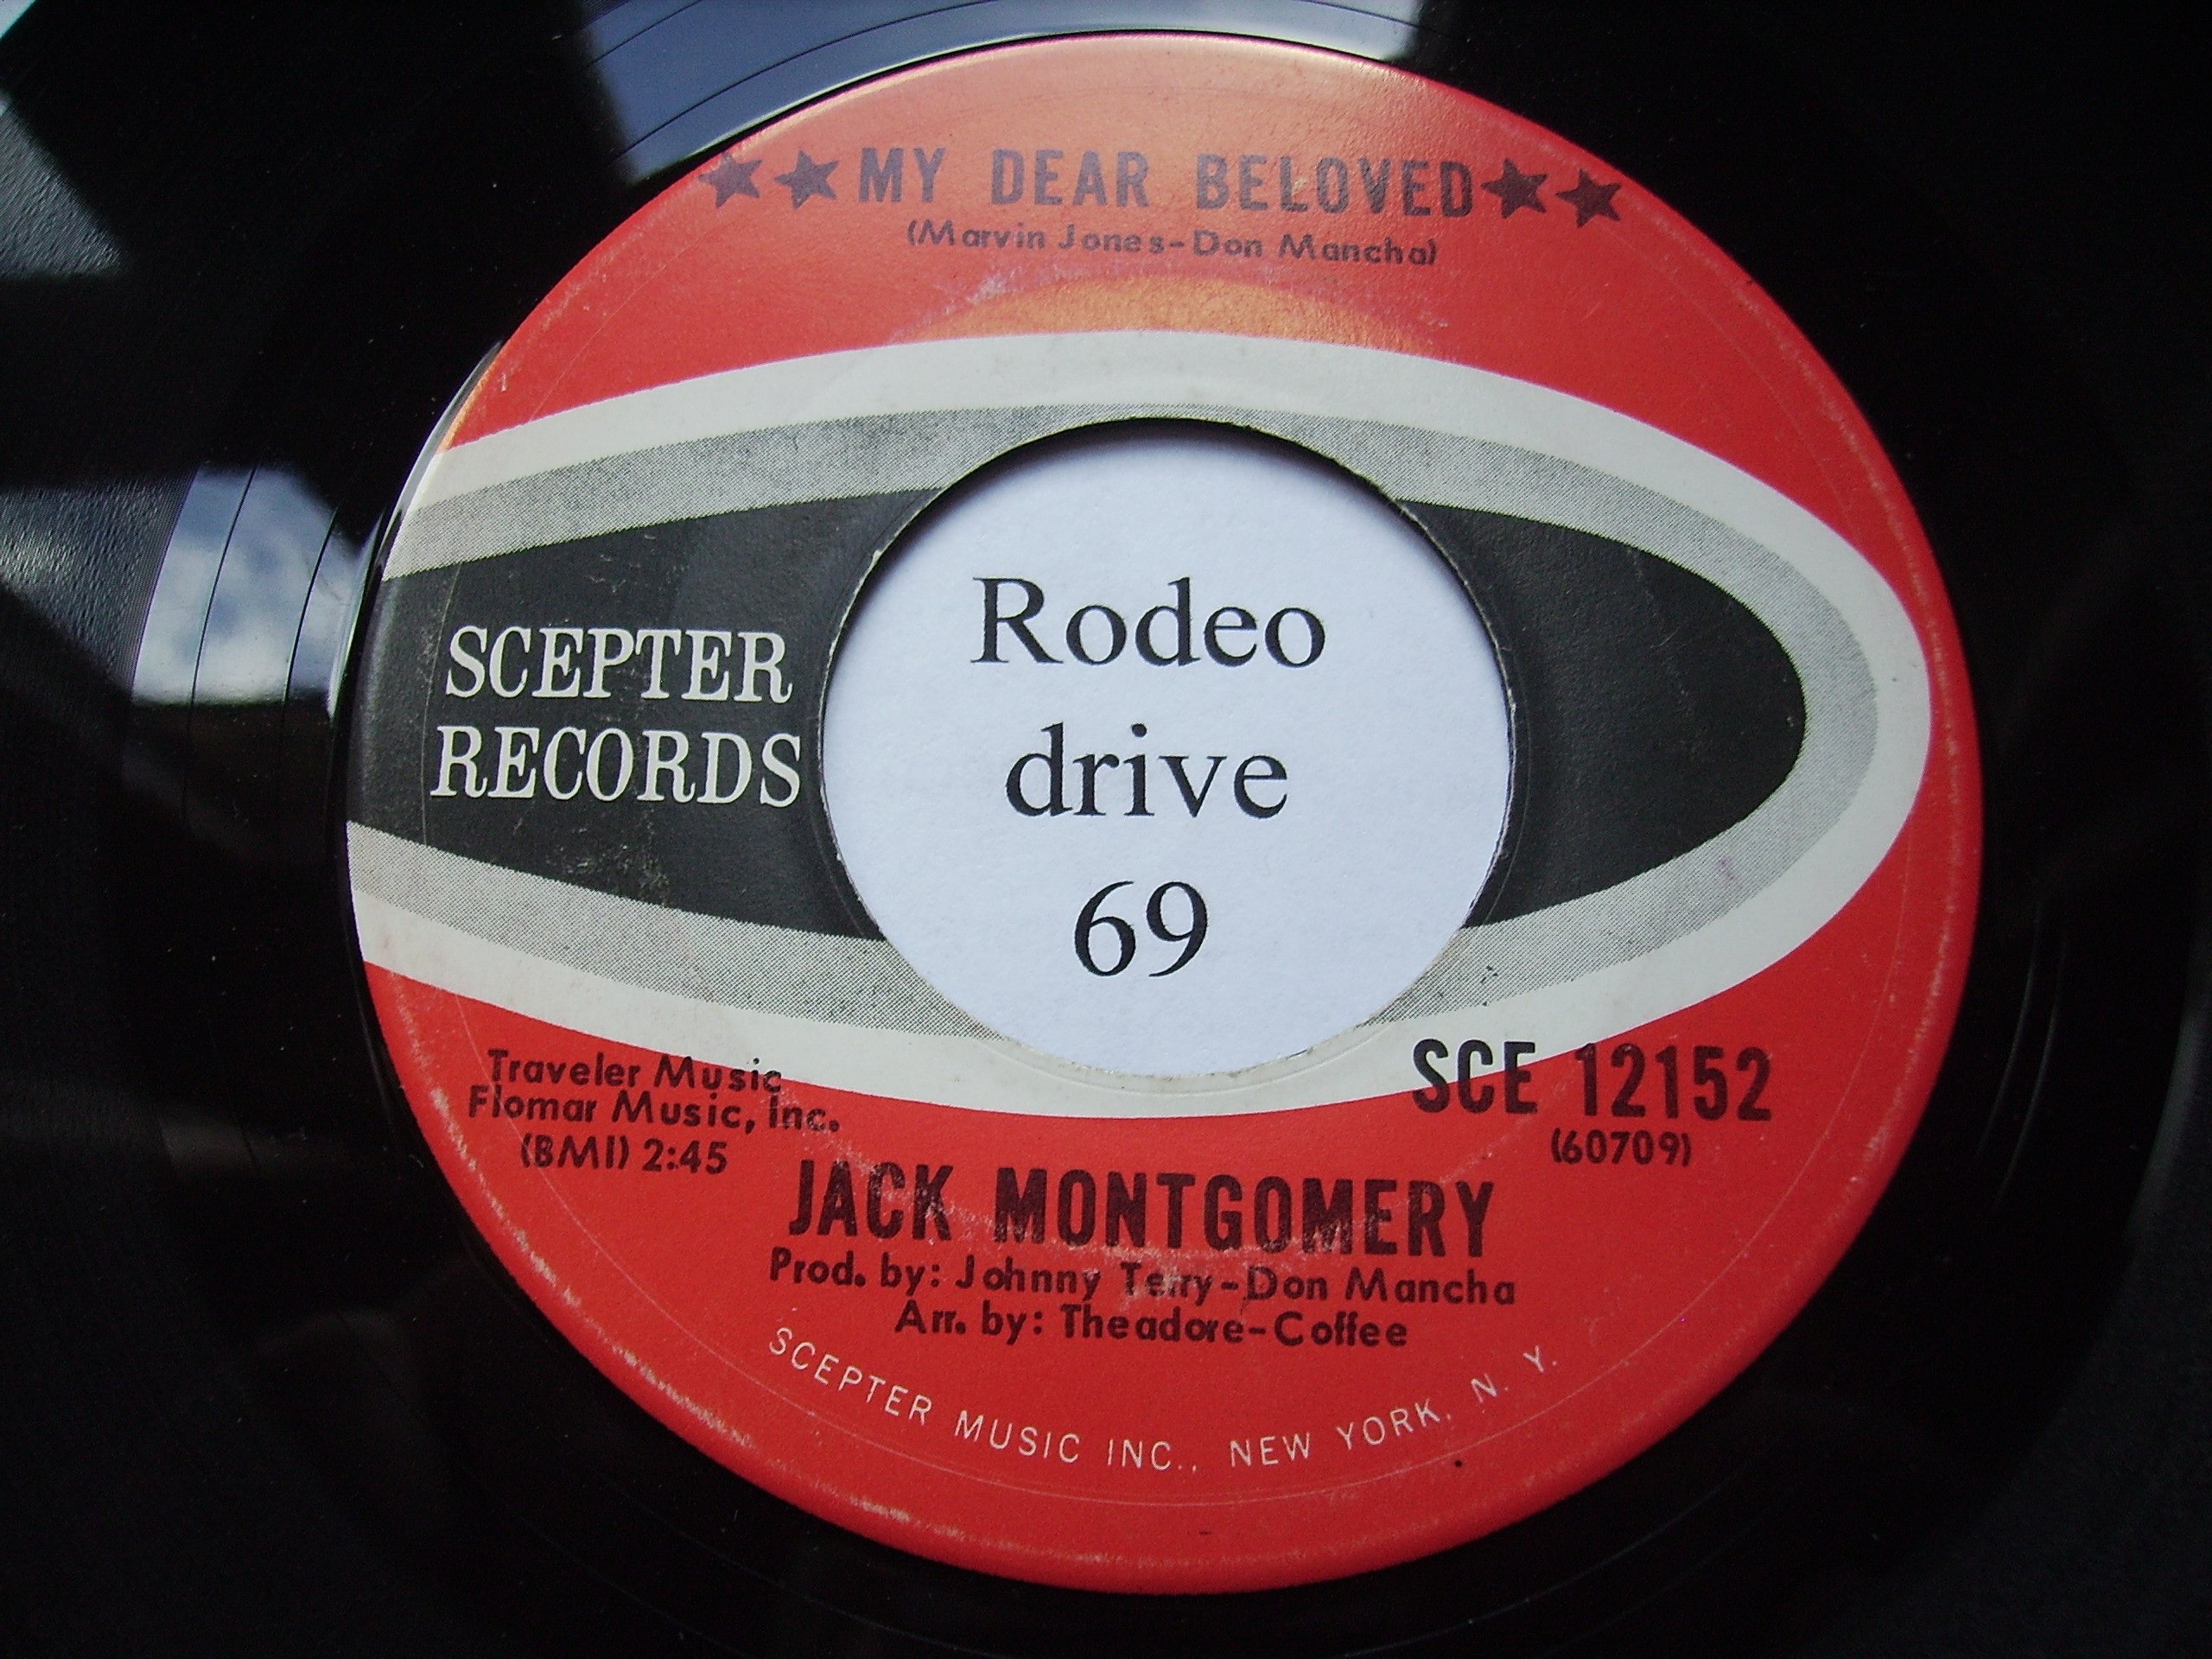 ★★MY DEAR BELOVED★★
(Marvin Jones-Don Mancha)
SCEPTER
RECORDS
Rodeo
drive
69
Traveler Music
Flomar Music, Inc.
(BMI) 2:45
SCE 12152
(60709)
JACK MONTGOMERY
Prod. by: Johnny Terry-Don Mancha
Arr. by: Theadore-Coffee
SCEPTER MUSIC INC., NEW YORK, N. Y.